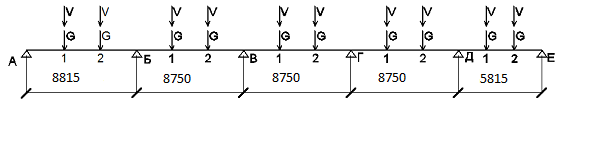 V V V V V V V V V V
G G G G G G G G G G
А 1 2 Б 1 2 В 1 2 Г 1 2 Д 1 2 Е
8815 8750 8750 8750 5815